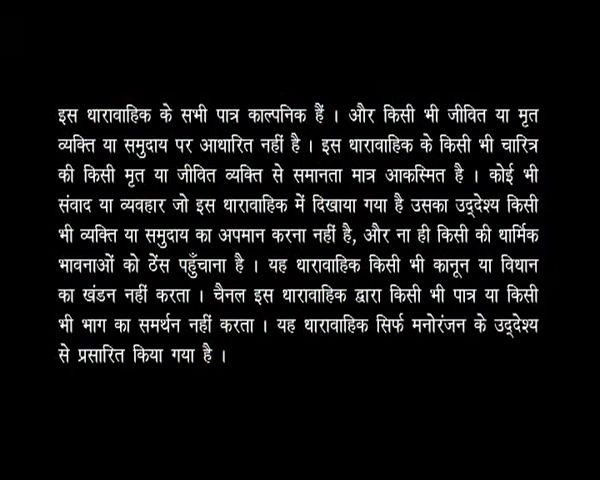 इस धारावाहिक के सभी पात्र काल्पनिक हैं । और किसी भी जीवित या मृत
व्यक्ति या समुदाय पर आधारित नहीं है । इस धारावाहिक के किसी भी चारित्र
की किसी मृत या जीवित व्यक्ति से समानता मात्र आकस्मित है । कोई भी
संवाद या व्यवहार जो इस धारावाहिक में दिखाया गया है उसका उद्देश्य किसी
भी व्यक्ति या समुदाय का अपमान करना नहीं है, और ना ही किसी की धार्मिक
भावनाओं को ठेंस पहुँचाना है । यह धारावाहिक किसी भी कानून या विधान
का खंडन नहीं करता । चैनल इस धारावाहिक द्वारा किसी भी पात्र या किसी
भी भाग का समर्थन नहीं करता । यह धारावाहिक सिर्फ मनोरंजन के उद्देश्य
से प्रसारित किया गया है ।